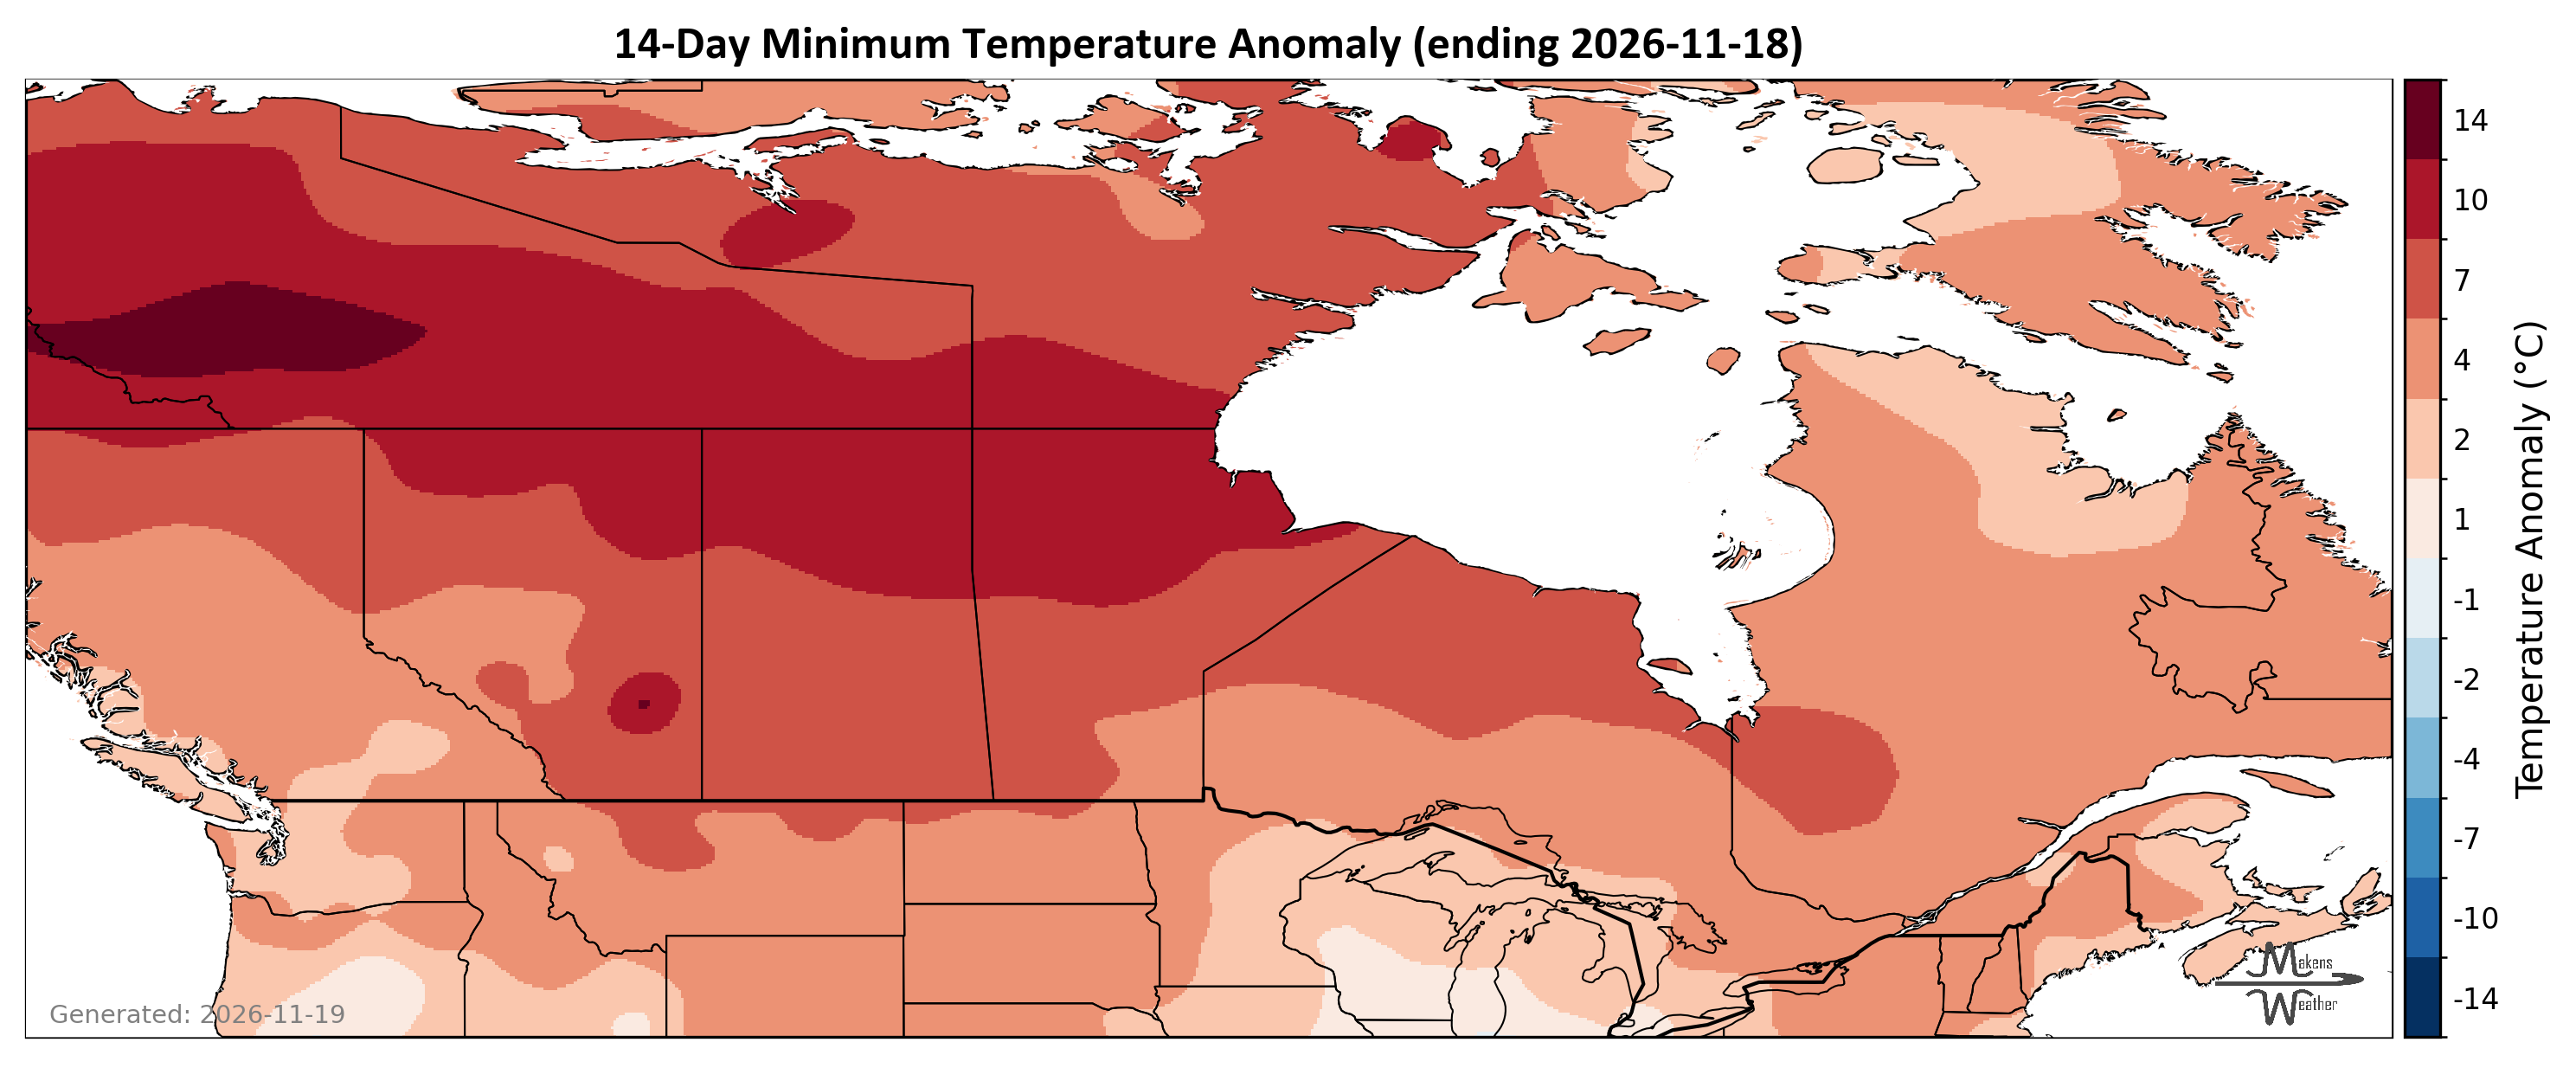 14-Day Minimum Temperature Anomaly (ending 2026-11-18)
14
10
7
4
2
1
-1
-2
-4
-7
-10
-14
Temperature Anomaly (°C)
Generated: 2026-11-19
Makens
Weather